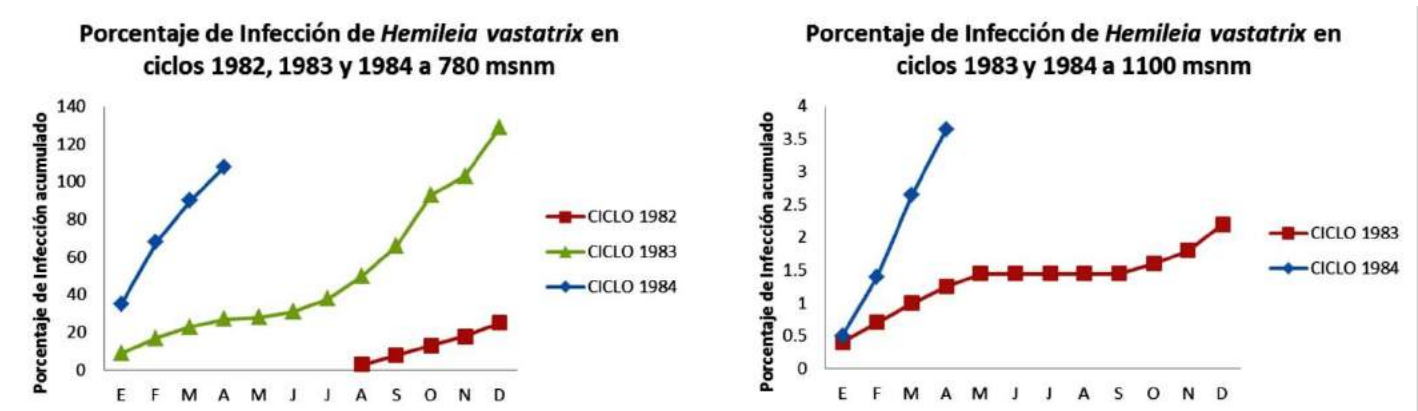 Porcentaje de Infección de Hemileia vastatrix en
ciclos 1982, 1983 y 1984 a 780 msnm
Porcentaje de Infección acumulado
140
120
100
80
60
40
20
0
E F M A M J J A S O N D
CICLO 1982
CICLO 1983
CICLO 1984
Porcentaje de Infección de Hemileia vastatrix en
ciclos 1983 y 1984 a 1100 msnm
Porcentaje de Infección acumulado
4
3.5
3
2.5
2
1.5
1
0.5
0
E F M A M J J A S O N D
CICLO 1983
CICLO 1984